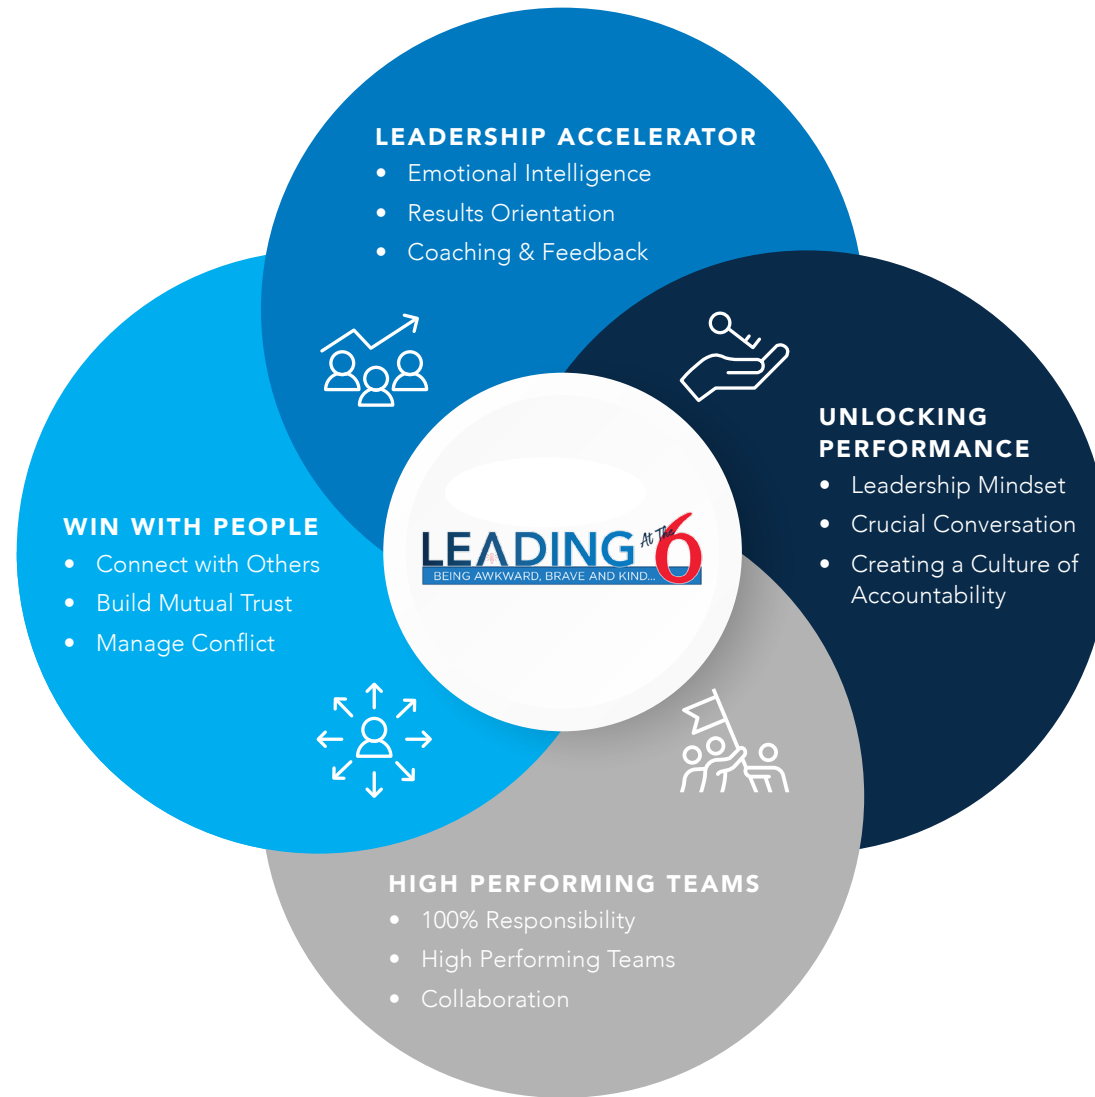 LEADERSHIP ACCELERATOR
• Emotional Intelligence
• Results Orientation
• Coaching & Feedback
UNLOCKING
PERFORMANCE
• Leadership Mindset
• Crucial Conversation
• Creating a Culture of
Accountability
WIN WITH PEOPLE
• Connect with Others
• Build Mutual Trust
• Manage Conflict
LEADING At The 6
BEING AWKWARD, BRAVE AND KIND...
HIGH PERFORMING TEAMS
• 100% Responsibility
• High Performing Teams
• Collaboration